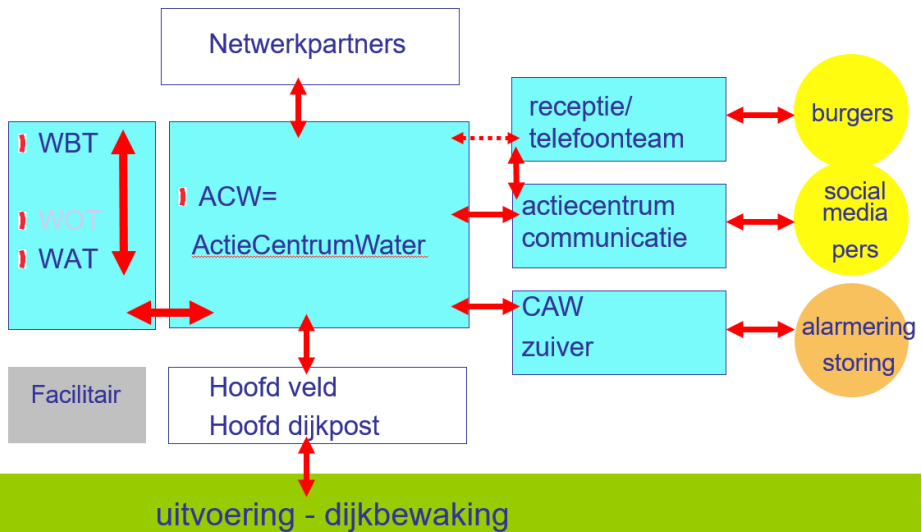 Netwerkpartners
receptie/
telefoonteam
burgers
WBT
WOT
WAT
ACW=
ActieCentrumWater
actiecentrum
communicatie
social
media
pers
CAW
zuiver
alarmering
storing
Facilitair
Hoofd veld
Hoofd dijkpost
uitvoering - dijkbewaking